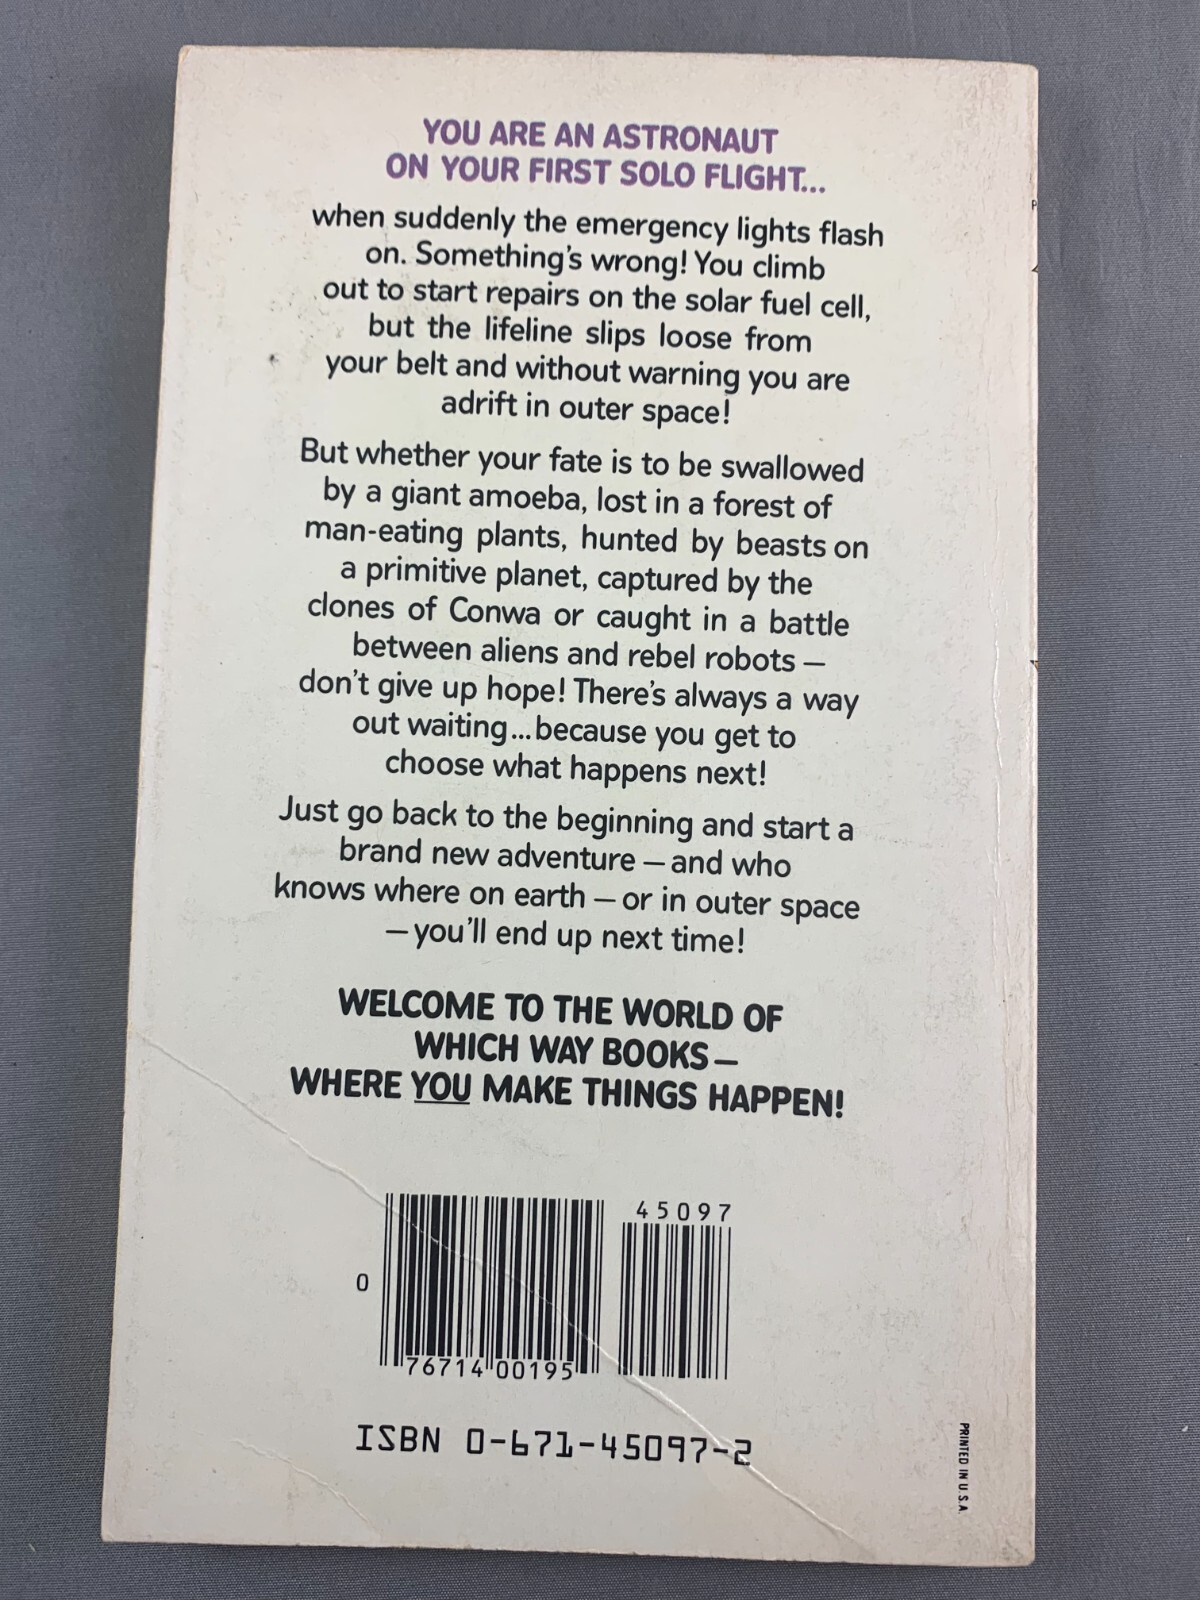 YOU ARE AN ASTRONAUT
ON YOUR FIRST SOLO FLIGHT...
when suddenly the emergency lights flash
on. Something's wrong! You climb
out to start repairs on the solar fuel cell,
but the lifeline slips loose from
your belt and without warning you are
adrift in outer space!
But whether your fate is to be swallowed
by a giant amoeba, lost in a forest of
man-eating plants, hunted by beasts on
a primitive planet, captured by the
clones of Conwa or caught in a battle
between aliens and rebel robots —
don't give up hope! There's always a way
out waiting...because you get to
choose what happens next!
Just go back to the beginning and start a
brand new adventure — and who
knows where on earth — or in outer space
— you'll end up next time!
WELCOME TO THE WORLD OF
WHICH WAY BOOKS —
WHERE YOU MAKE THINGS HAPPEN!
45097
0
76714 00195
ISBN 0-671-45097-2
PRINTED IN U.S.A.